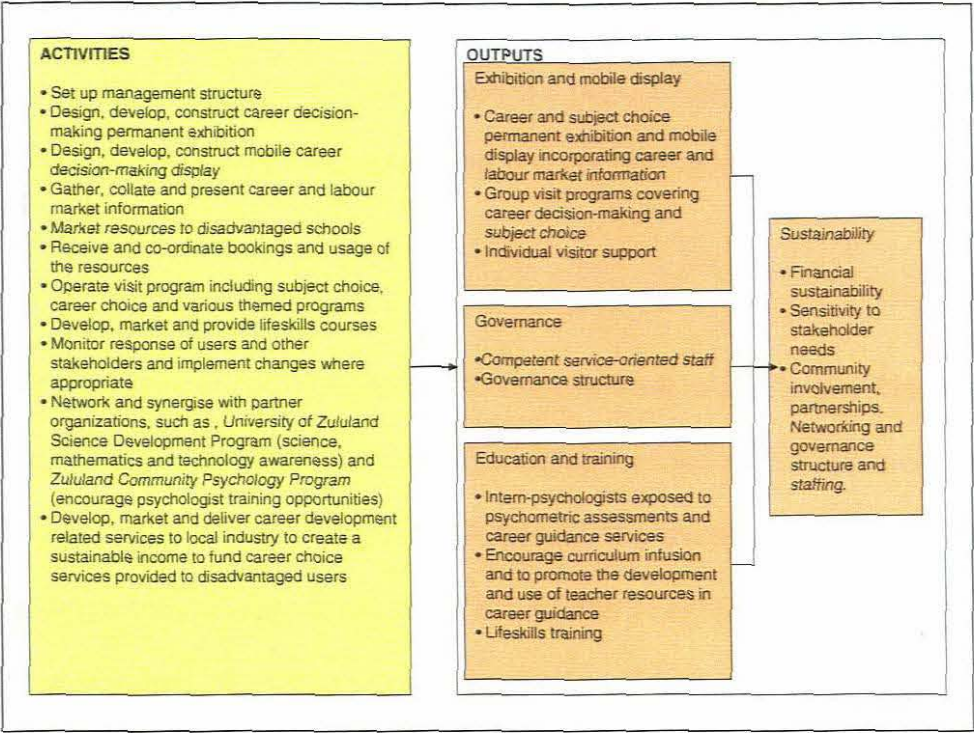 ACTIVITIES
• Set up management structure
• Design, develop, construct career decision-
making permanent exhibition
• Design, develop, construct mobile career
decision-making display
• Gather, collate and present career and labour
market information
• Market resources to disadvantaged schools
• Receive and co-ordinate bookings and usage of
the resources
• Operate visit program including subject choice,
career choice and various themed programs
• Develop, market and provide lifeskills courses
• Monitor response of users and other
stakeholders and implement changes where
appropriate
• Network and synergise with partner
organizations, such as , University of Zululand
Science Development Program (science,
mathematics and technology awareness) and
Zululand Community Psychology Program
(encourage psychologist training opportunities)
• Develop, market and deliver career development
related services to local industry to create a
sustainable income to fund career choice
services provided to disadvantaged users
OUTPUTS
Exhibition and mobile display
• Career and subject choice
permanent exhibition and mobile
display incorporating career and
labour market information
• Group visit programs covering
career decision-making and
subject choice
• Individual visitor support
Governance
•Competent service-oriented staff
•Governance structure
Education and training
• Intern-psychologists exposed to
psychometric assessments and
career guidance services
• Encourage curriculum infusion
and to promote the development
and use of teacher resources in
career guidance
• Lifeskills training
Sustainability
• Financial
sustainability
• Sensitivity to
stakeholder
needs
• Community
involvement,
partnerships.
Networking and
governance
structure and
staffing.